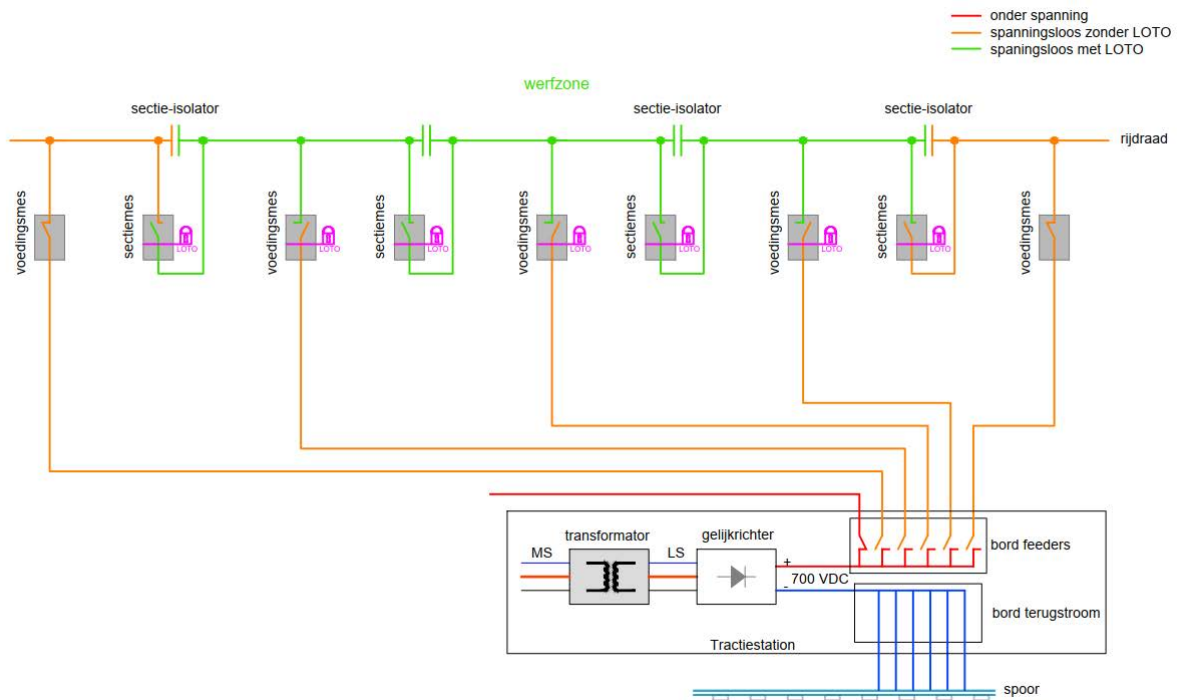 onder spanning
spanningsloos zonder LOTO
spaningsloos met LOTO
werfzone
sectie-isolator
sectie-isolator
sectie-isolator
rijdraad
voedingsmes
sectiemes
LOTO
voedingsmes
LOTO
sectiemes
LOTO
voedingsmes
LOTO
sectiemes
LOTO
voedingsmes
LOTO
sectiemes
LOTO
voedingsmes
transformator
gelijkrichter
bord feeders
MS
LS
+
700 VDC
-
bord terugstroom
Tractiestation
spoor